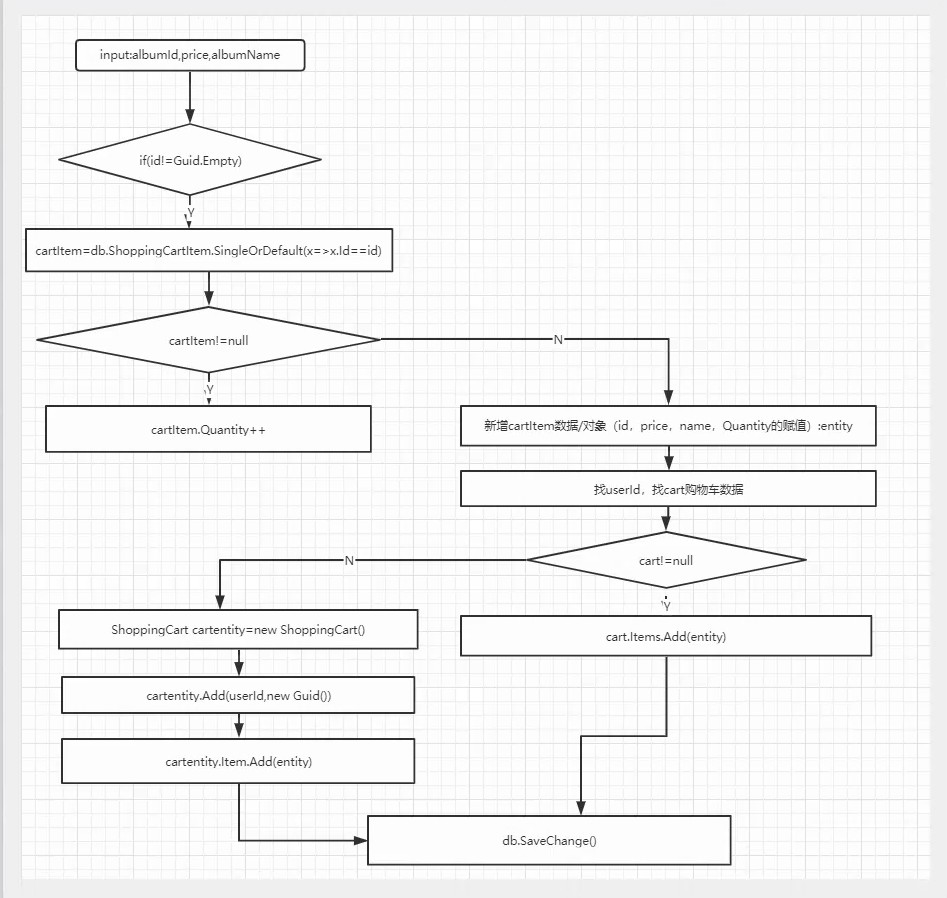 input:albumId,price,albumName
if(id!=Guid.Empty)
Y
cartItem=db.ShoppingCartItem.SingleOrDefault(x=>x.Id==id)
cartItem!=null
N
Y
cartItem.Quantity++
新增cartItem数据/对象（id，price，name，Quantity的赋值）:entity
找userId，找cart购物车数据
cart!=null
N
Y
ShoppingCart cartentity=new ShoppingCart()
cart.Items.Add(entity)
cartentity.Add(userId,new Guid())
cartentity.Item.Add(entity)
db.SaveChange()